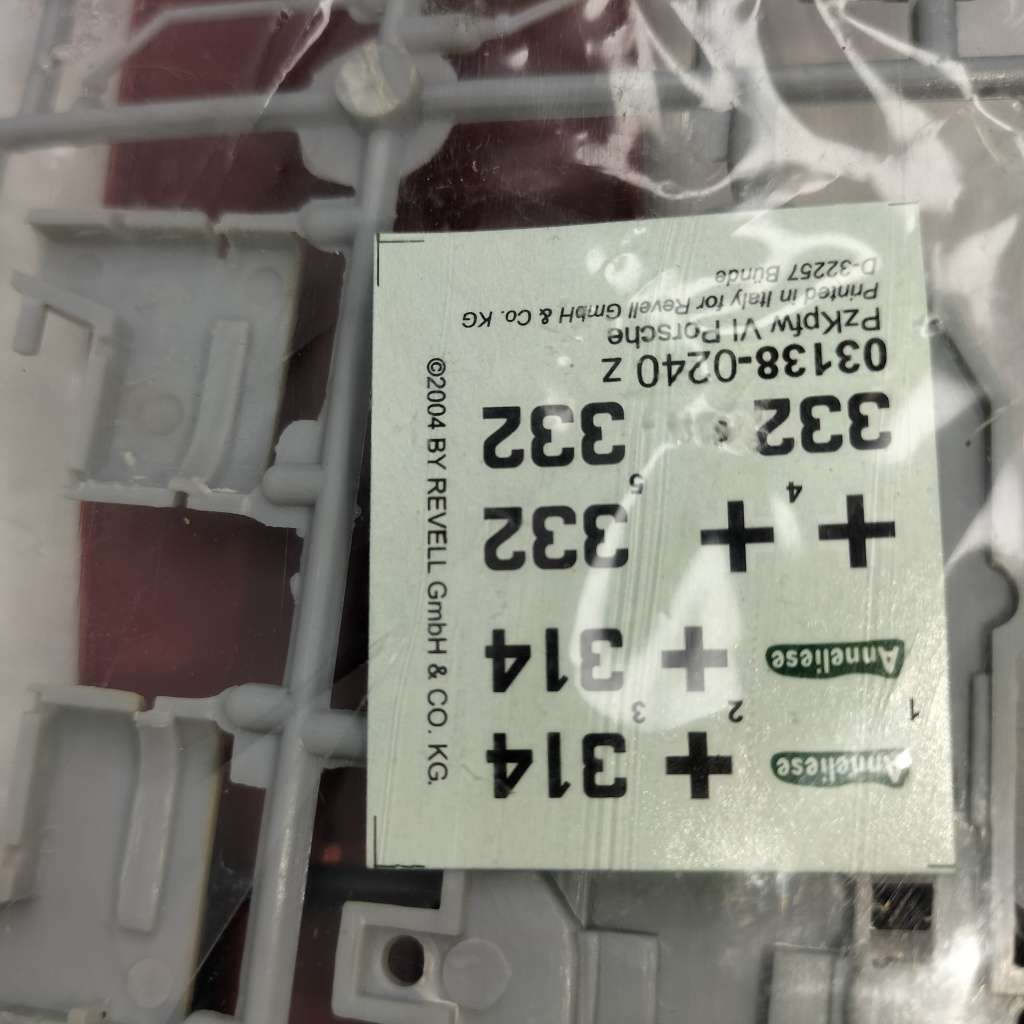 Anneliese 314
1 2 3
Anneliese 314
332
4 5
332 332
03138-0240 Z
PzKpfw VI Porsche
Printed in Italy for Revell GmbH & Co. KG
D-32257 Bünde
©2004 BY REVELL GmbH & CO. KG.